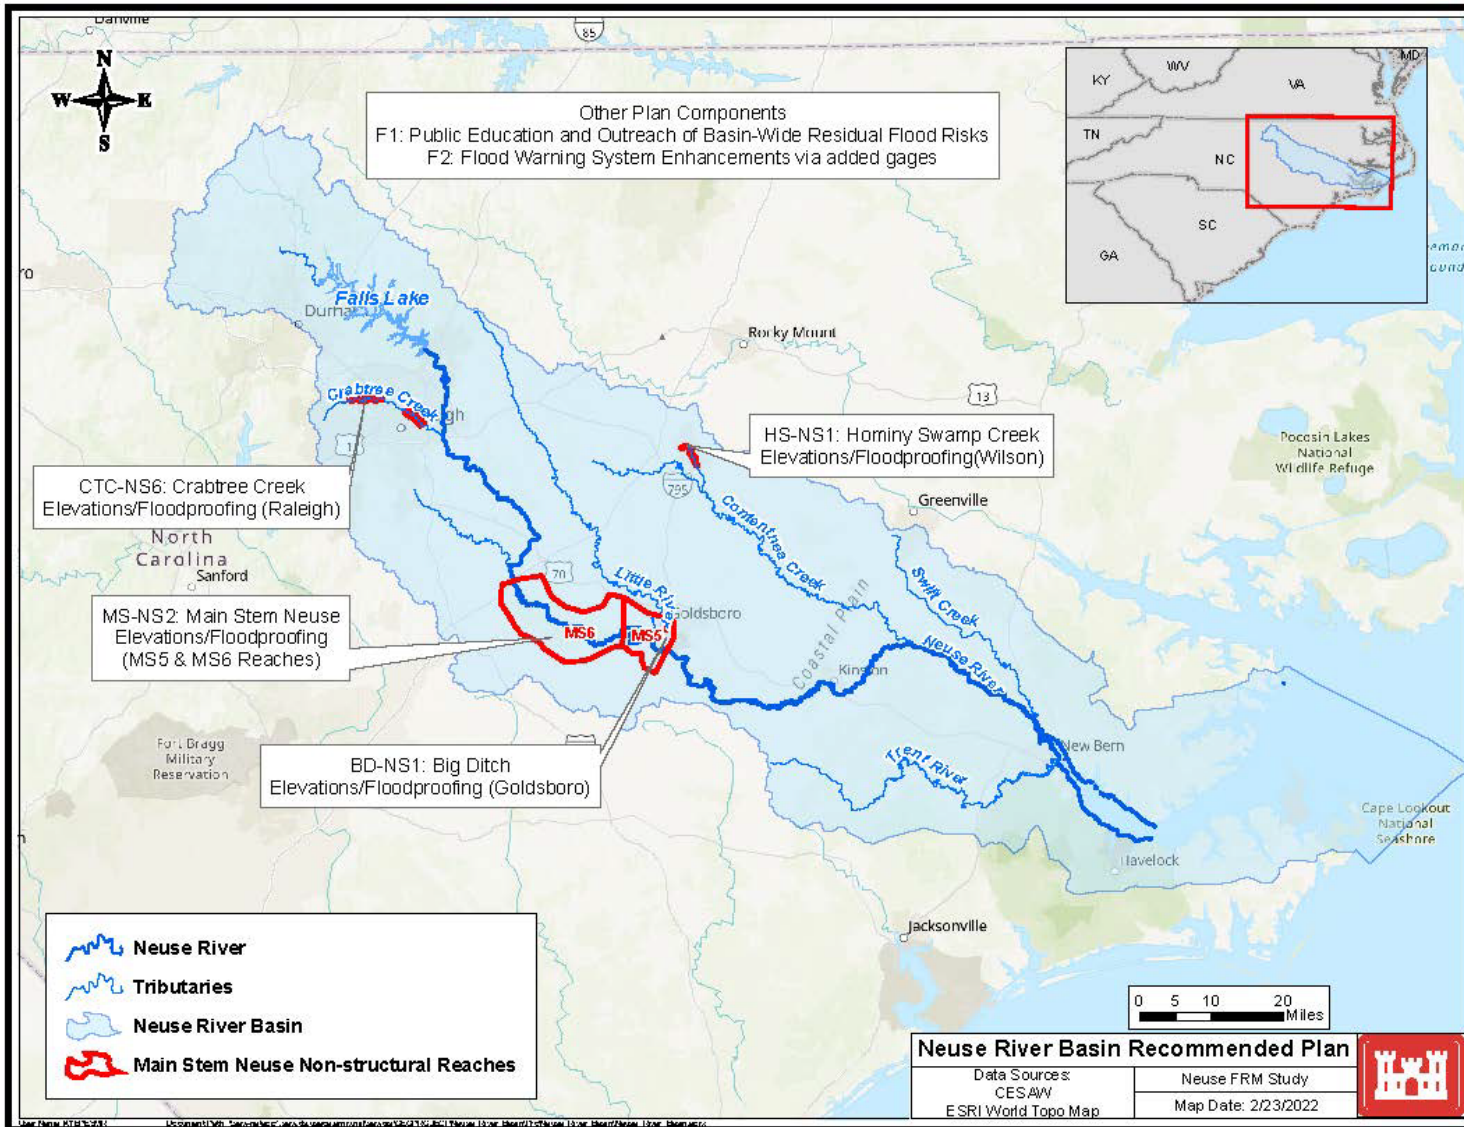 Danville
85
N
W E
S
Other Plan Components
F1: Public Education and Outreach of Basin-Wide Residual Flood Risks
F2: Flood Warning System Enhancements via added gages
KY
WV
MD
VA
TN
NC
SC
GA
Falls Lake
Rocky Mount
13
Crabtree Creek
1
HS-NS1: Hominy Swamp Creek
Elevations/Floodproofing(Wilson)
Pocosin Lakes
National
Wildlife Refuge
CTC-NS6: Crabtree Creek
Elevations/Floodproofing (Raleigh)
795
Greenville
Contentnea Creek
North
Carolina
Sanford
70
Little River
Swift Creek
MS-NS2: Main Stem Neuse
Elevations/Floodproofing
(MS5 & MS6 Reaches)
MS6
MS5
Goldsboro
Coastal Plain
Neuse River
Kinston
Fort Bragg
Military
Reservation
BD-NS1: Big Ditch
Elevations/Floodproofing (Goldsboro)
Trent River
New Bern
Cape Lookout
National
Seashore
Havelock
Jacksonville
Neuse River
Tributaries
Neuse River Basin
Main Stem Neuse Non-structural Reaches
0 5 10 20
Miles
Neuse River Basin Recommended Plan
Data Sources:
CESAW
ESRI World Topo Map
Neuse FRM Study
Map Date: 2/23/2022